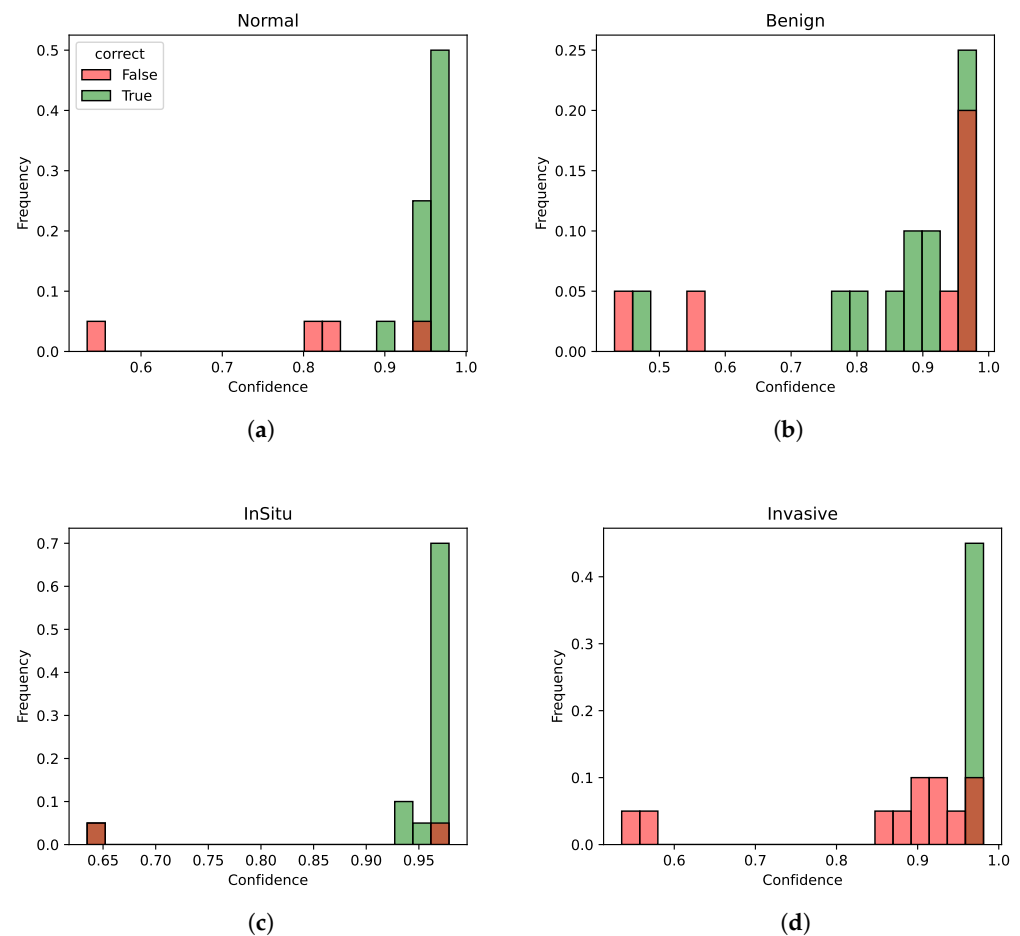 Normal
correct
False
True
0.5
0.4
0.3
0.2
0.1
0.0
Frequency
0.6 0.7 0.8 0.9 1.0
Confidence
(a)
Benign
0.25
0.20
0.15
0.10
0.05
0.00
Frequency
0.5 0.6 0.7 0.8 0.9 1.0
Confidence
(b)
InSitu
0.7
0.6
0.5
0.4
0.3
0.2
0.1
0.0
Frequency
0.65 0.70 0.75 0.80 0.85 0.90 0.95
Confidence
(c)
Invasive
0.4
0.3
0.2
0.1
0.0
Frequency
0.6 0.7 0.8 0.9 1.0
Confidence
(d)